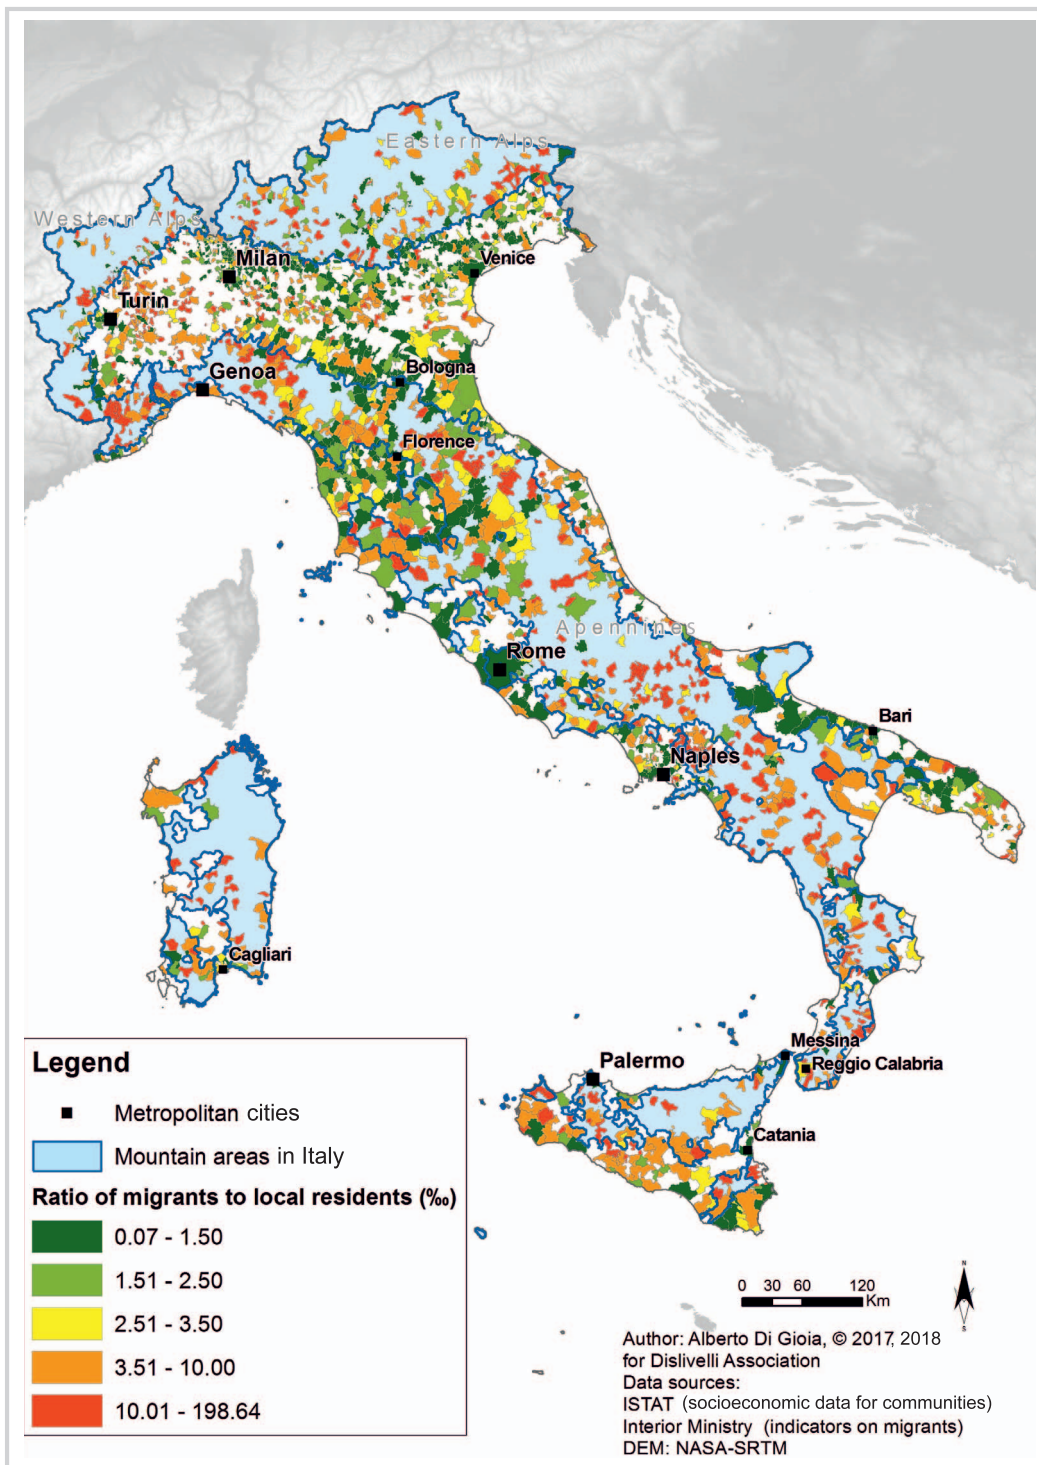 Eastern Alps
Western Alps
Milan
Venice
Turin
Genoa
Bologna
Florence
Apennines
Rome
Bari
Naples
Cagliari
Messina
Reggio Calabria
Palermo
Catania
Legend
Metropolitan cities
Mountain areas in Italy
Ratio of migrants to local residents (‰)
0.07 - 1.50
1.51 - 2.50
2.51 - 3.50
3.51 - 10.00
10.01 - 198.64
N
0 30 60 120
Km
S
Author: Alberto Di Gioia, © 2017, 2018
for Dislivelli Association
Data sources:
ISTAT (socioeconomic data for communities)
Interior Ministry (indicators on migrants)
DEM: NASA-SRTM